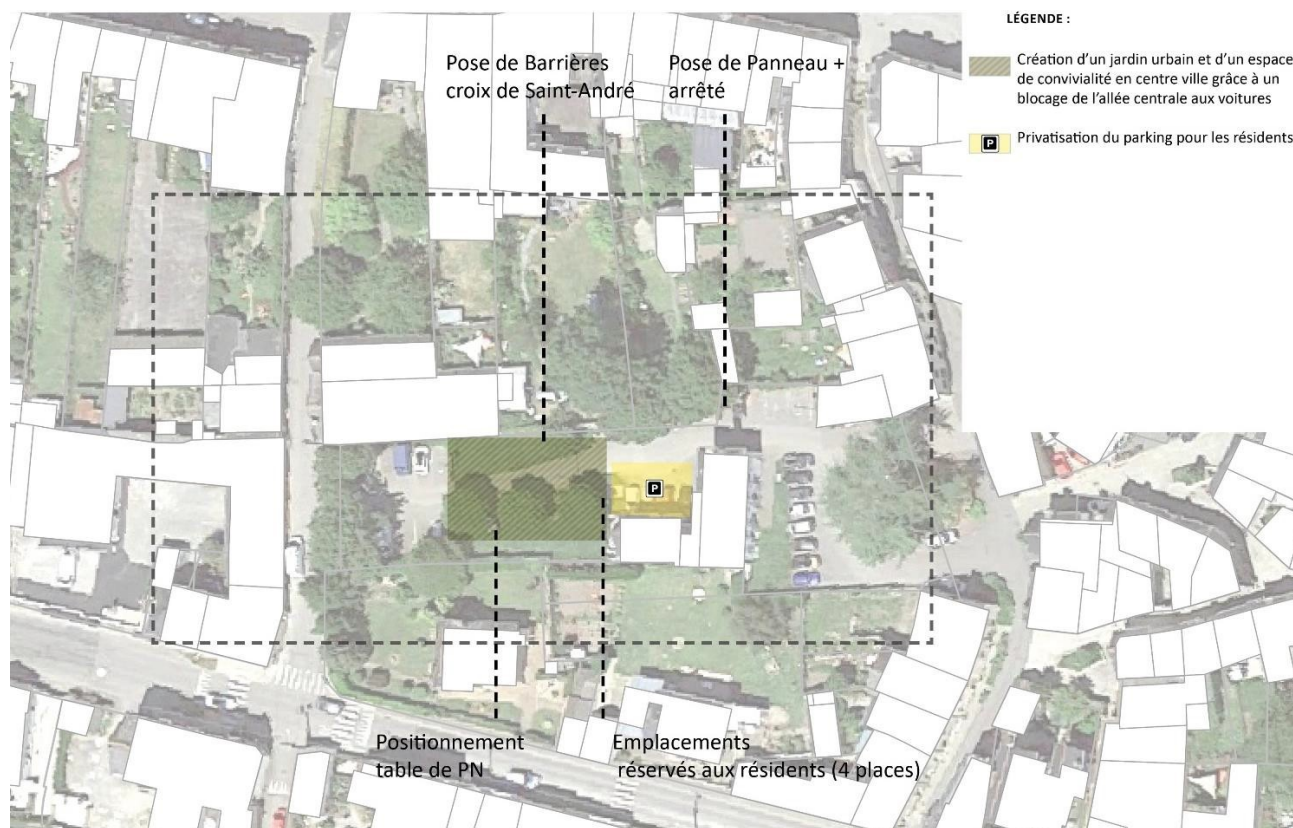 LÉGENDE :
Création d’un jardin urbain et d’un espace
de convivialité en centre ville grâce à un
blocage de l’allée centrale aux voitures
P
Privatisation du parking pour les résidents
Pose de Barrières
croix de Saint-André
Pose de Panneau +
arrêté
P
Positionnement
table de PN
Emplacements
réservés aux résidents (4 places)